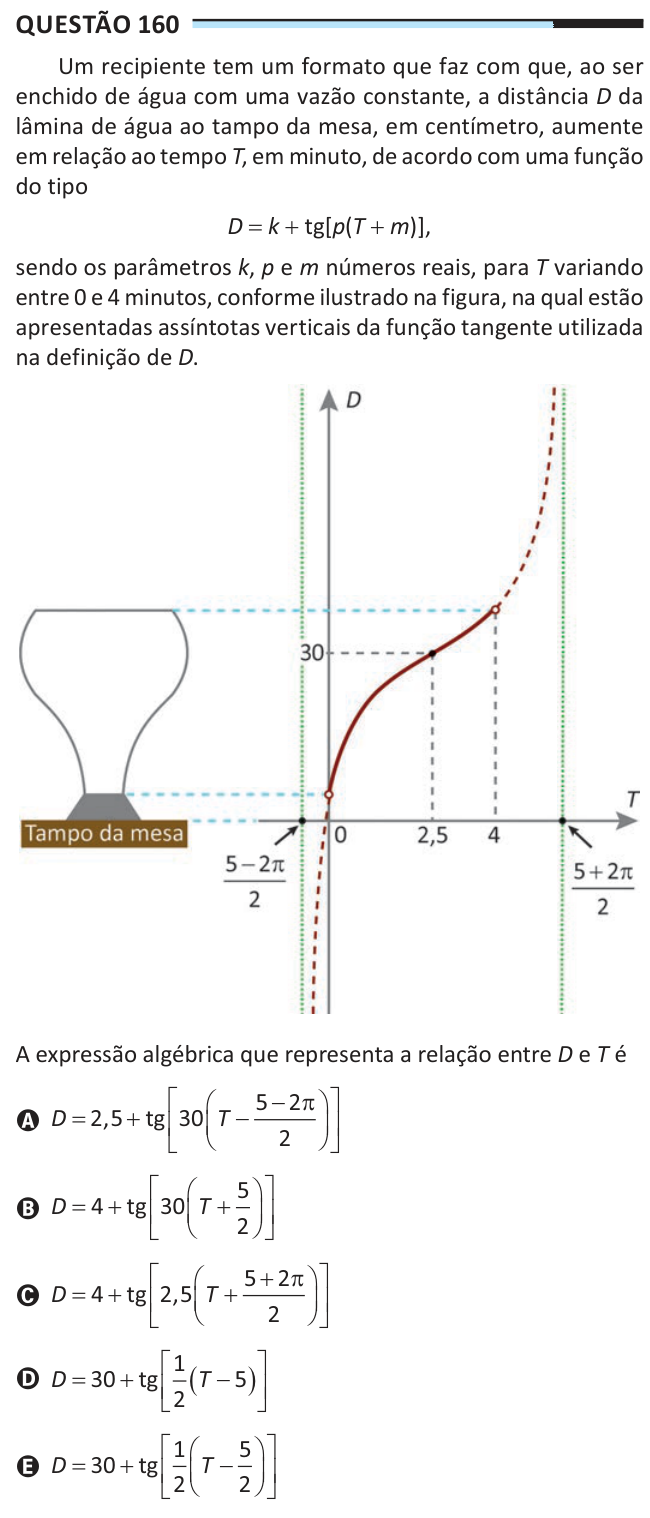 QUESTÃO 160
Um recipiente tem um formato que faz com que, ao ser
enchido de água com uma vazão constante, a distância D da
lâmina de água ao tampo da mesa, em centímetro, aumente
em relação ao tempo T, em minuto, de acordo com uma função
do tipo
D = k + tg[p(T + m)],
sendo os parâmetros k, p e m números reais, para T variando
entre 0 e 4 minutos, conforme ilustrado na figura, na qual estão
apresentadas assíntotas verticais da função tangente utilizada
na definição de D.
D
30
T
Tampo da mesa
0 2,5 4
(5 − 2π)/2
(5 + 2π)/2
A expressão algébrica que representa a relação entre D e T é
A D = 2,5 + tg[30(T − (5 − 2π)/2)]
B D = 4 + tg[30(T + 5/2)]
C D = 4 + tg[2,5(T + (5 + 2π)/2)]
D D = 30 + tg[1/2(T − 5)]
E D = 30 + tg[1/2(T − 5/2)]